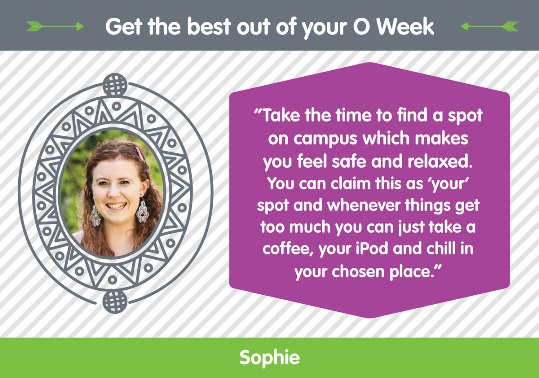 Get the best out of your O Week
“Take the time to find a spot
on campus which makes
you feel safe and relaxed.
You can claim this as ‘your’
spot and whenever things get
too much you can just take a
coffee, your iPod and chill in
your chosen place.”
Sophie